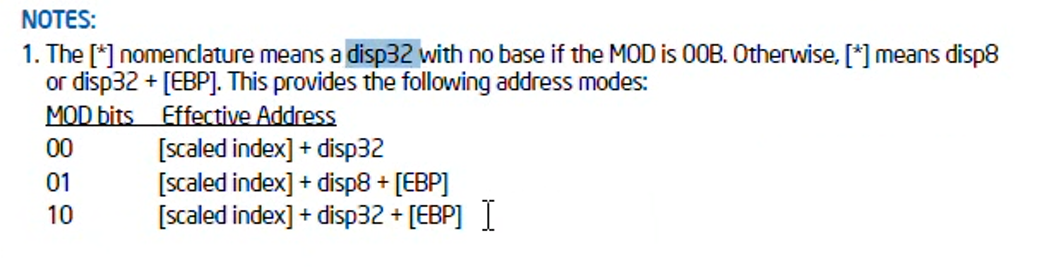 NOTES:
1. The [*] nomenclature means a disp32 with no base if the MOD is 00B. Otherwise, [*] means disp8
or disp32 + [EBP]. This provides the following address modes:
MOD bits Effective Address
00 [scaled index] + disp32
01 [scaled index] + disp8 + [EBP]
10 [scaled index] + disp32 + [EBP]